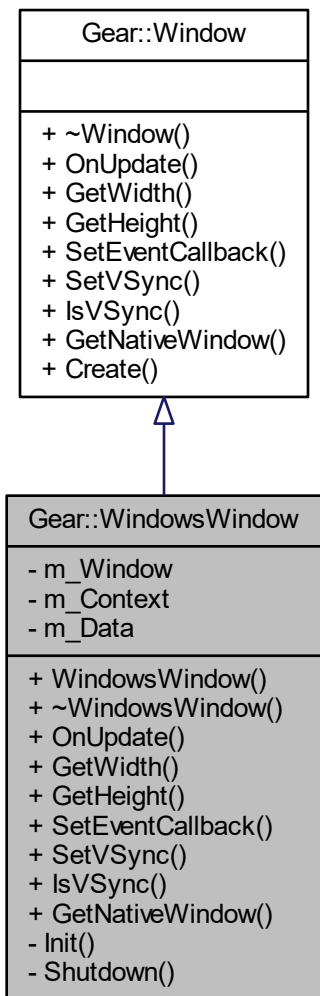 Gear::Window
+ ~Window()
+ OnUpdate()
+ GetWidth()
+ GetHeight()
+ SetEventCallback()
+ SetVSync()
+ IsVSync()
+ GetNativeWindow()
+ Create()
Gear::WindowsWindow
- m_Window
- m_Context
- m_Data
+ WindowsWindow()
+ ~WindowsWindow()
+ OnUpdate()
+ GetWidth()
+ GetHeight()
+ SetEventCallback()
+ SetVSync()
+ IsVSync()
+ GetNativeWindow()
- Init()
- Shutdown()